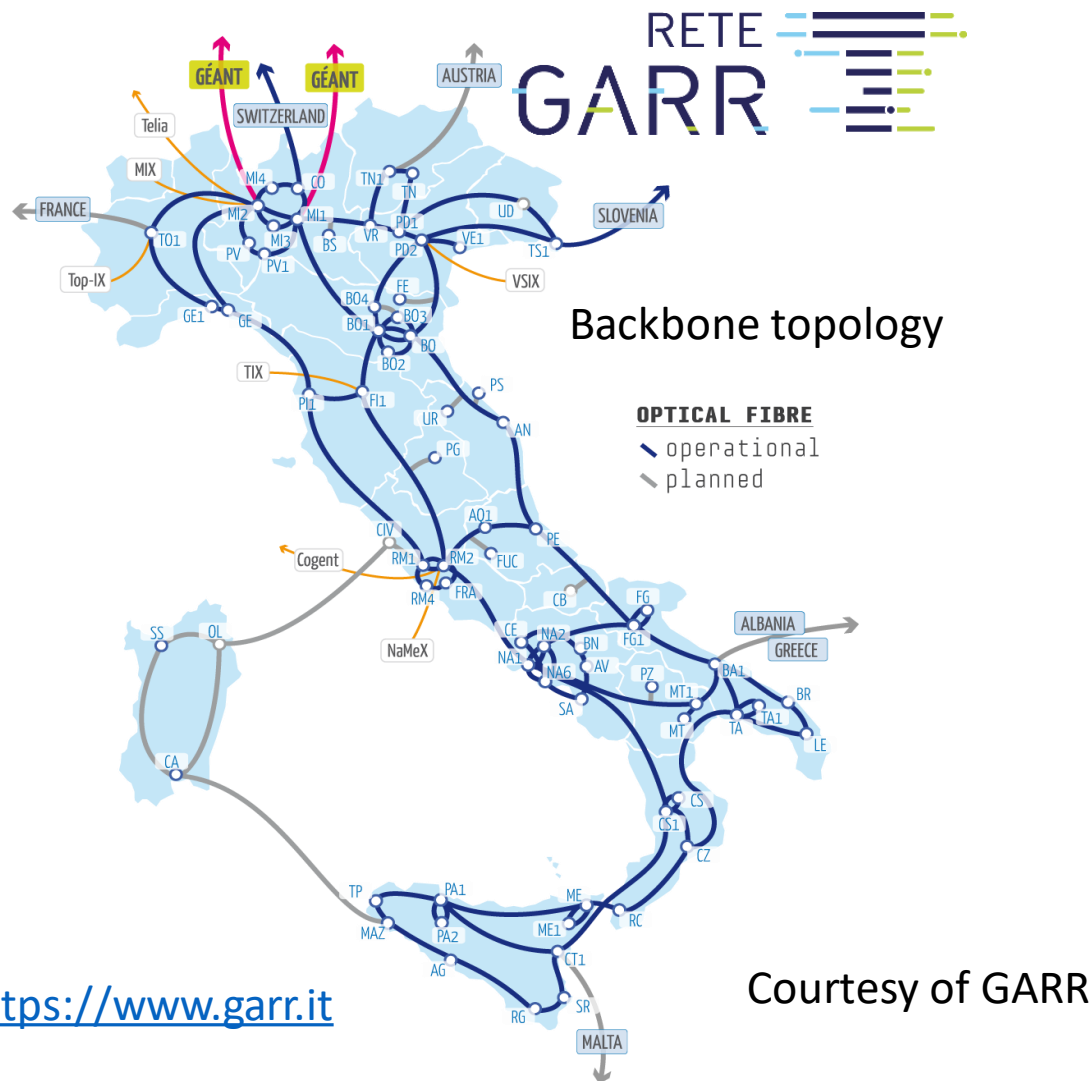 RETE
GARR
GÉANT
GÉANT
AUSTRIA
SWITZERLAND
Telia
MIX
MI4
CO
TN1
TN
FRANCE
MI2
MI1
UD
SLOVENIA
TO1
MI3
BS
VR
PD1
PD2
VE1
TS1
PV
PV1
Top-IX
VSIX
FE
BO4
BO3
GE1
GE
BO1
BO
BO2
Backbone topology
TIX
PS
PI1
FI1
UR
AN
OPTICAL FIBRE
operational
planned
PG
AQ1
CIV
PE
Cogent
RM1
RM2
FUC
RM4
FRA
CB
FG
SS
OL
NaMeX
CE
NA2
BN
FG1
ALBANIA
GREECE
NA1
NA6
AV
PZ
MT1
BA1
BR
SA
MT
TA
TA1
LE
CA
CS
CS1
CZ
TP
PA1
ME
RC
MAZ
PA2
ME1
AG
CT1
RG
SR
MALTA
tps://www.garr.it
Courtesy of GARR